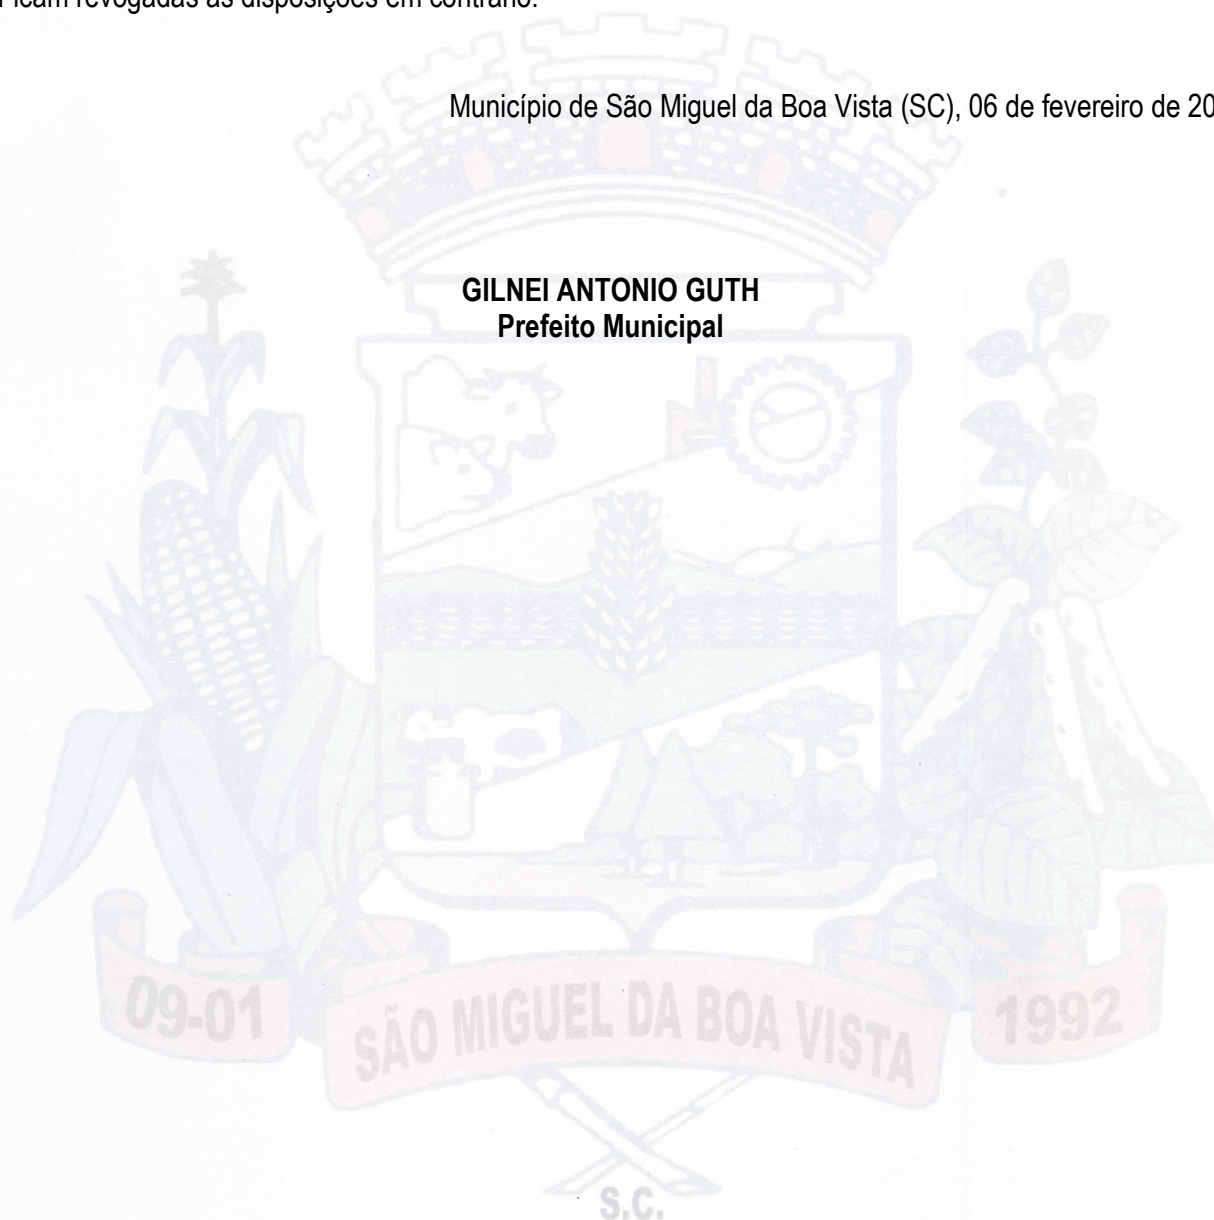 Ficam revogadas as disposições em contrário.
Município de São Miguel da Boa Vista (SC), 06 de fevereiro de 20
GILNEI ANTONIO GUTH
Prefeito Municipal
09-01
SÃO MIGUEL DA BOA VISTA
1992
S.C.